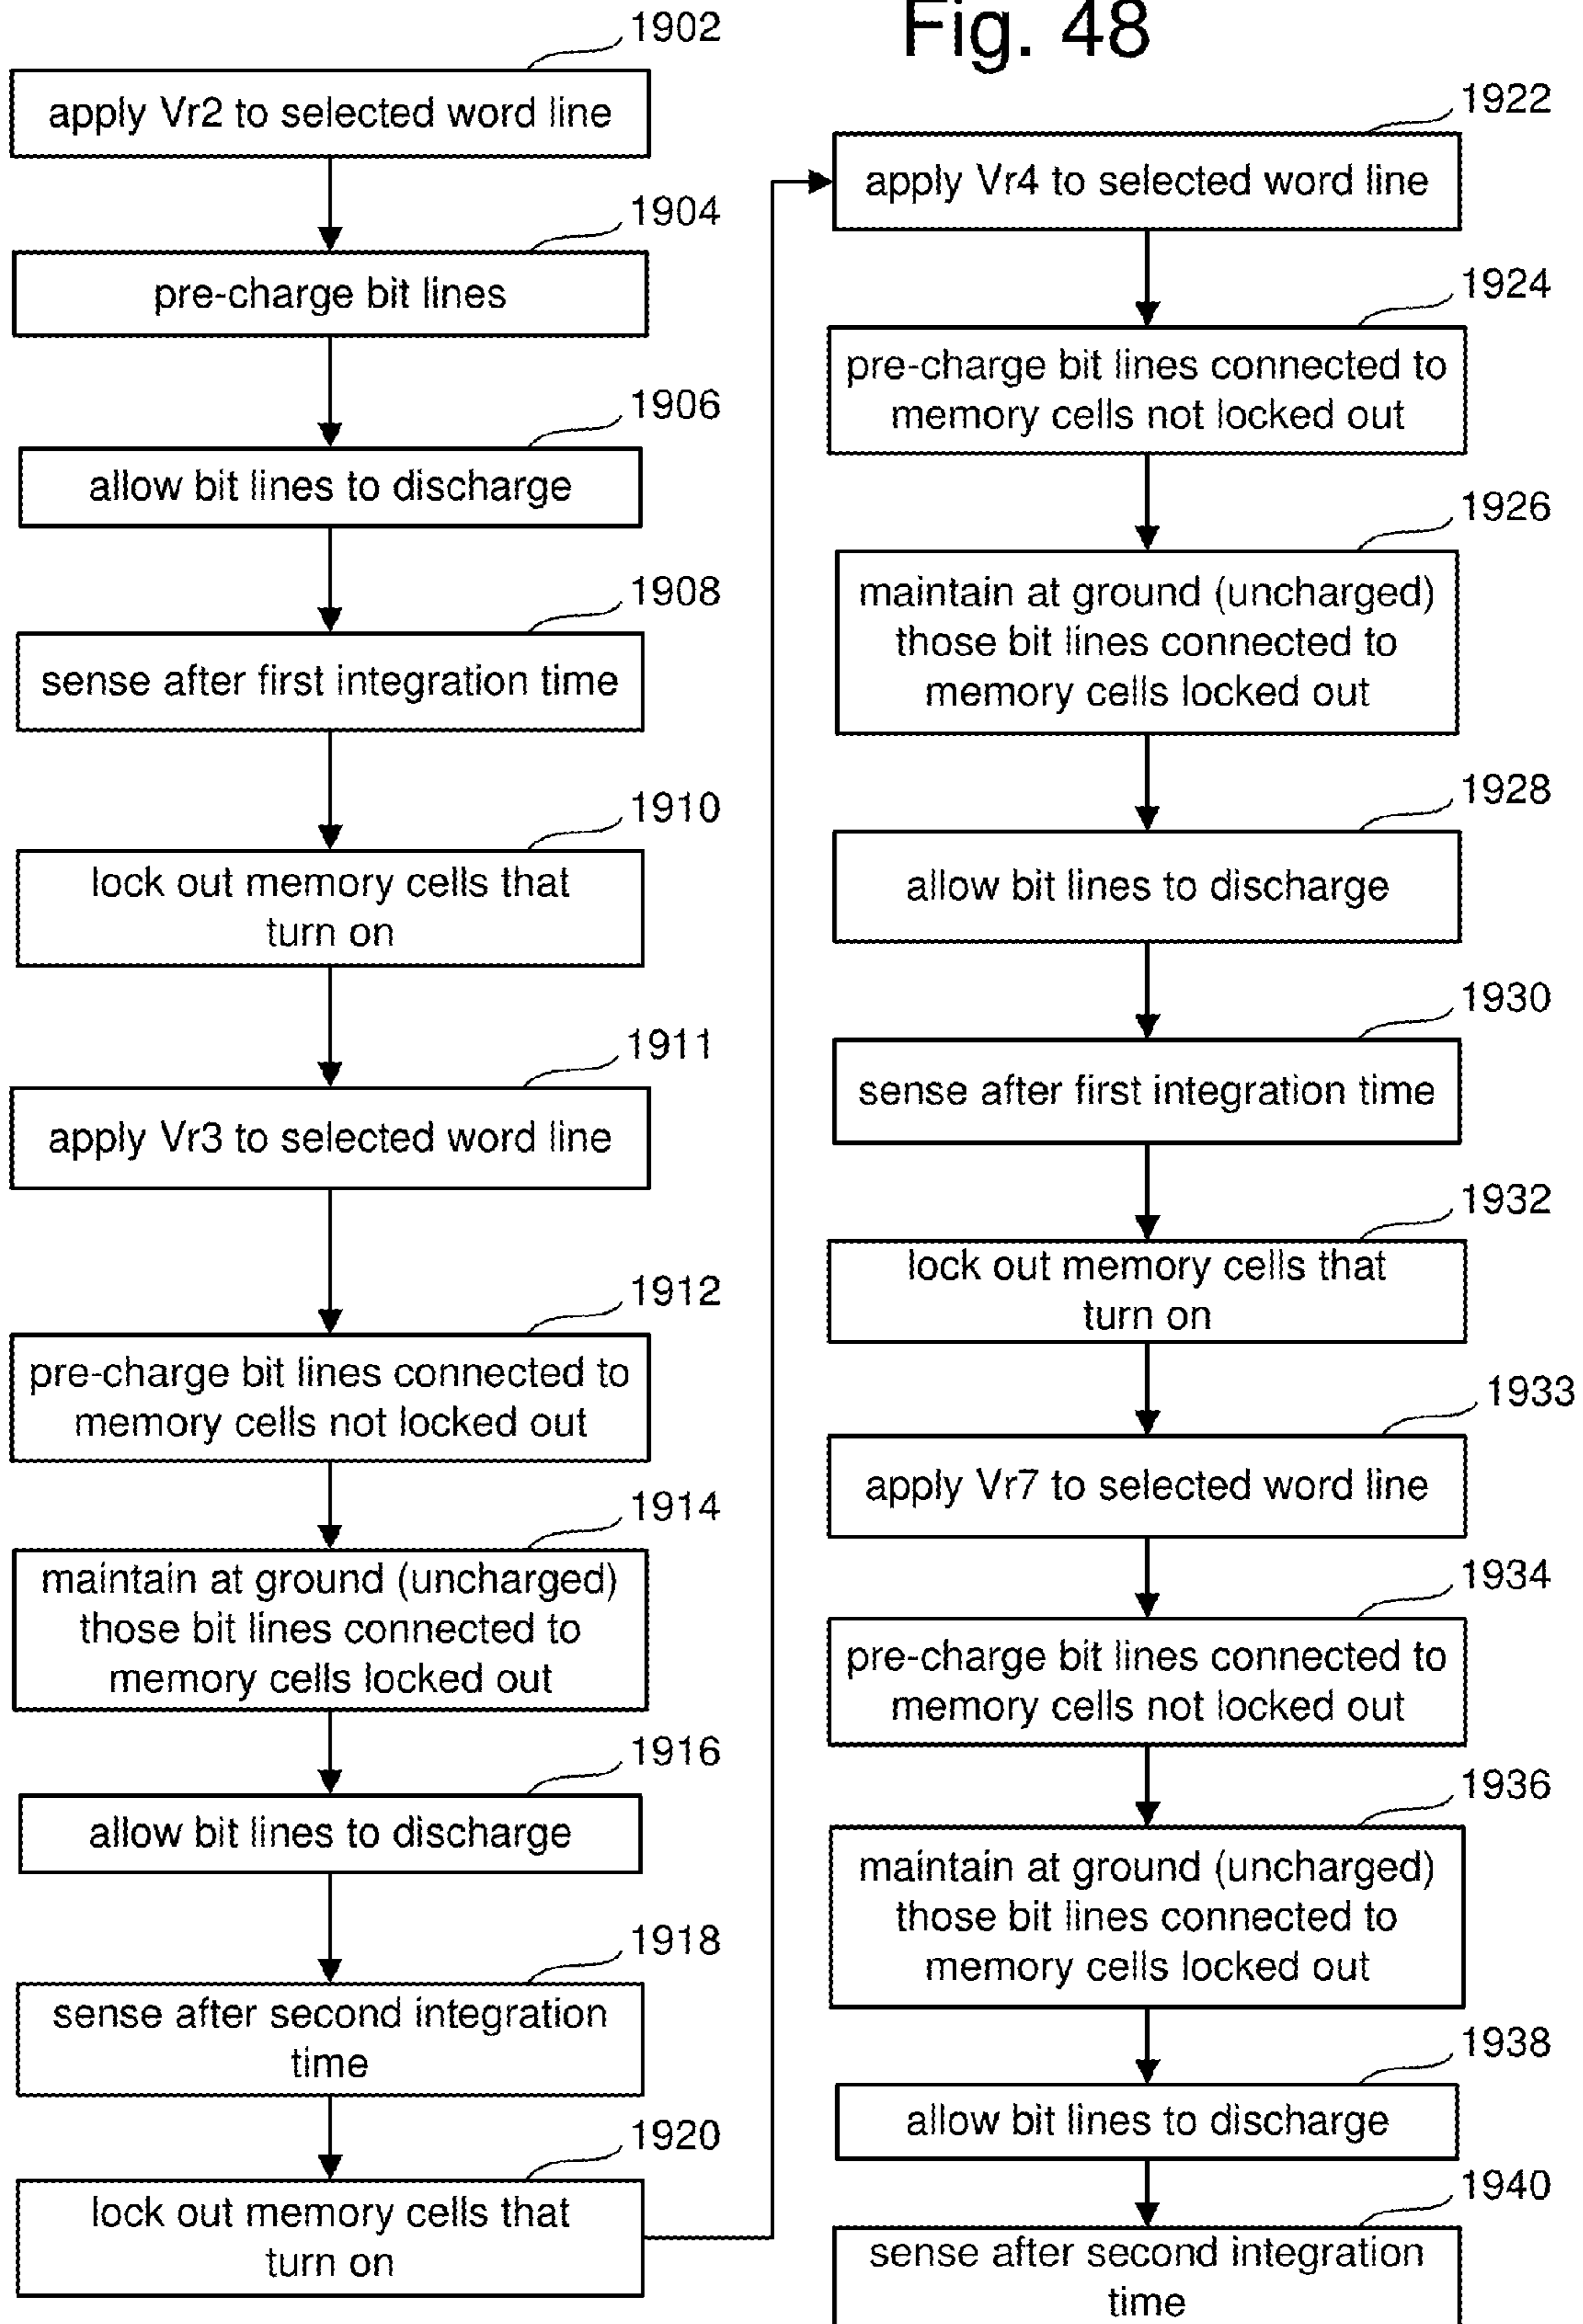 Fig. 48
1902
apply Vr2 to selected word line
1904
pre-charge bit lines
1906
allow bit lines to discharge
1908
sense after first integration time
1910
lock out memory cells that
turn on
1911
apply Vr3 to selected word line
1912
pre-charge bit lines connected to
memory cells not locked out
1914
maintain at ground (uncharged)
those bit lines connected to
memory cells locked out
1916
allow bit lines to discharge
1918
sense after second integration
time
1920
lock out memory cells that
turn on
1922
apply Vr4 to selected word line
1924
pre-charge bit lines connected to
memory cells not locked out
1926
maintain at ground (uncharged)
those bit lines connected to
memory cells locked out
1928
allow bit lines to discharge
1930
sense after first integration time
1932
lock out memory cells that
turn on
1933
apply Vr7 to selected word line
1934
pre-charge bit lines connected to
memory cells not locked out
1936
maintain at ground (uncharged)
those bit lines connected to
memory cells locked out
1938
allow bit lines to discharge
1940
sense after second integration
time